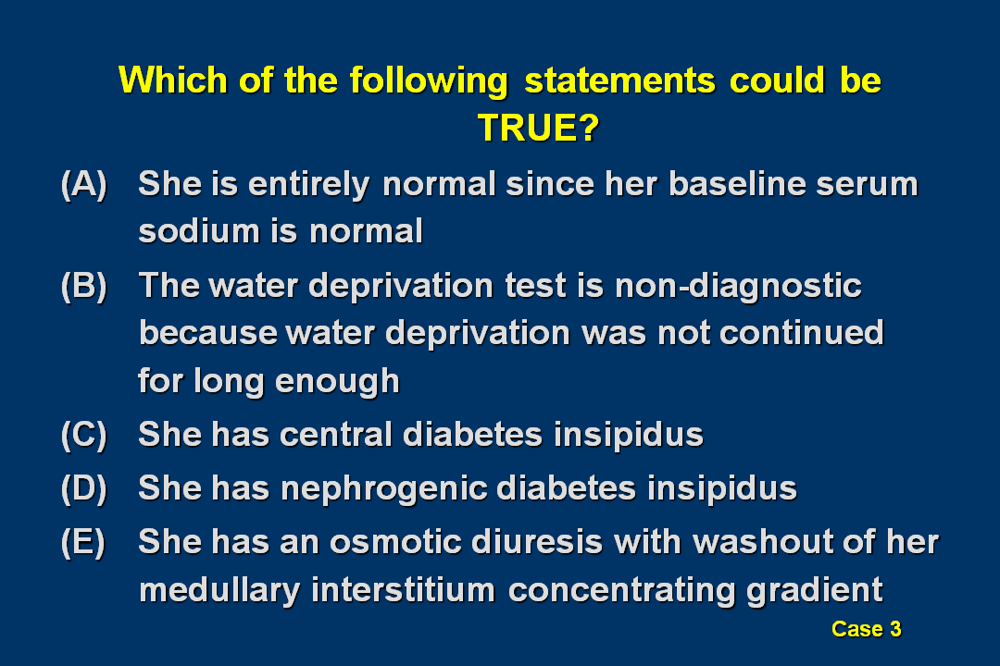 Which of the following statements could be
TRUE?
(A) She is entirely normal since her baseline serum
sodium is normal
(B) The water deprivation test is non-diagnostic
because water deprivation was not continued
for long enough
(C) She has central diabetes insipidus
(D) She has nephrogenic diabetes insipidus
(E) She has an osmotic diuresis with washout of her
medullary interstitium concentrating gradient
Case 3